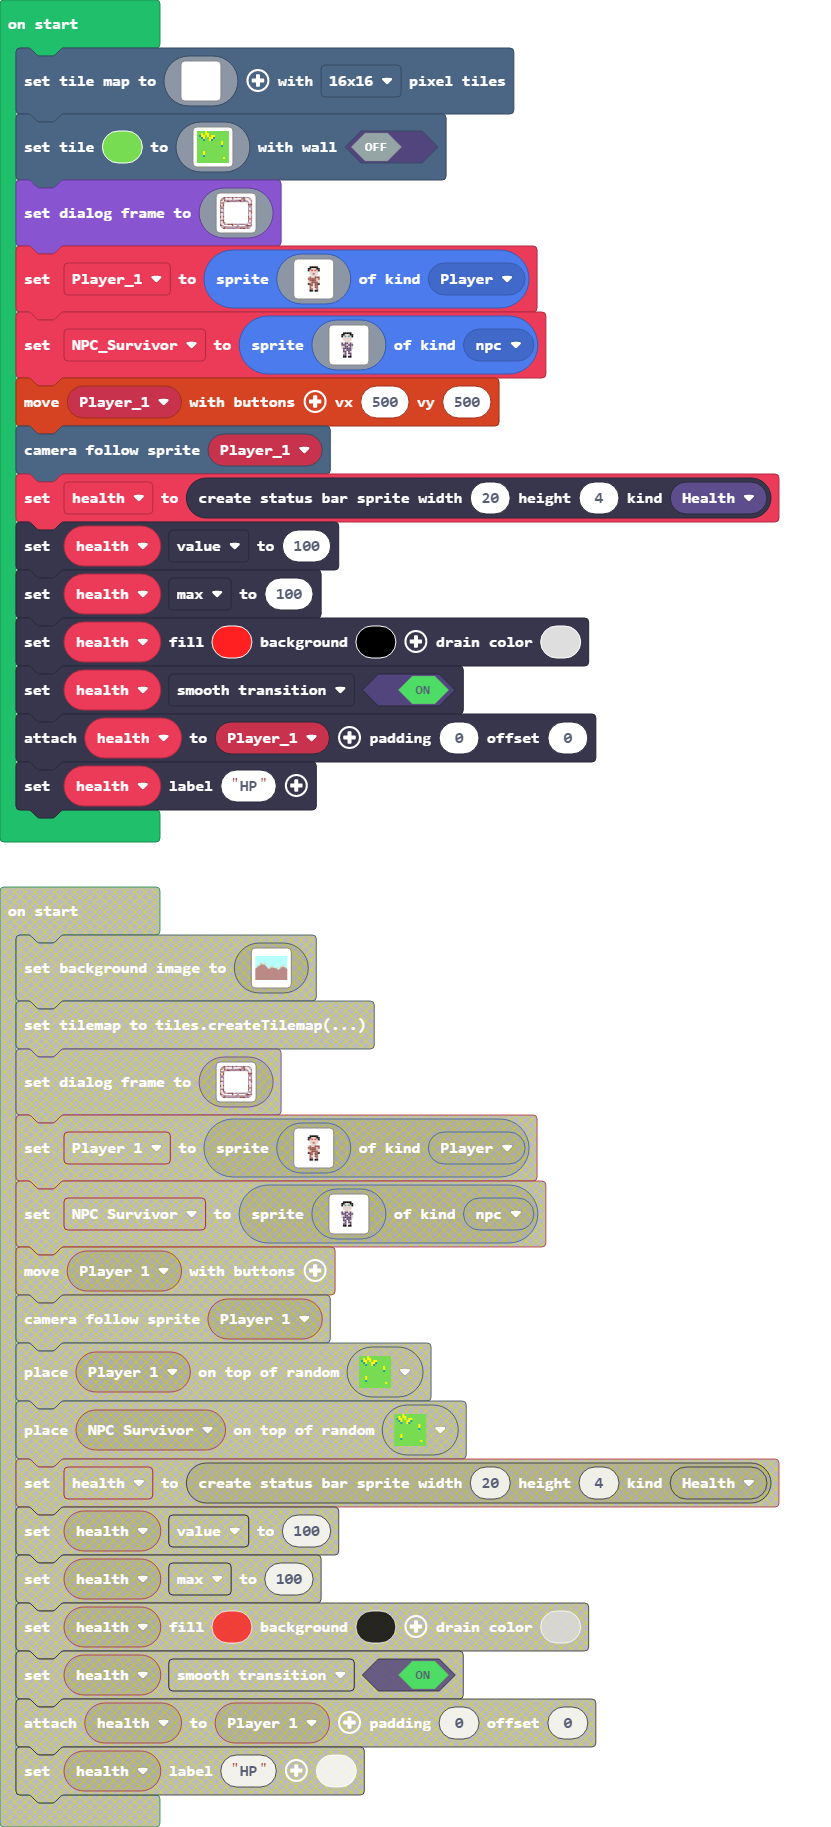 on start
set tile map to with 16x16 pixel tiles
set tile to with wall OFF
set dialog frame to
set Player_1 to sprite of kind Player
set NPC_Survivor to sprite of kind npc
move Player_1 with buttons vx 500 vy 500
camera follow sprite Player_1
set health to create status bar sprite width 20 height 4 kind Health
set health value to 100
set health max to 100
set health fill background drain color
set health smooth transition ON
attach health to Player_1 padding 0 offset 0
set health label "HP"
on start
set background image to
set tilemap to tiles.createTilemap(...)
set dialog frame to
set Player 1 to sprite of kind Player
set NPC Survivor to sprite of kind npc
move Player 1 with buttons
camera follow sprite Player 1
place Player 1 on top of random
place NPC Survivor on top of random
set health to create status bar sprite width 20 height 4 kind Health
set health value to 100
set health max to 100
set health fill background drain color
set health smooth transition ON
attach health to Player 1 padding 0 offset 0
set health label "HP"